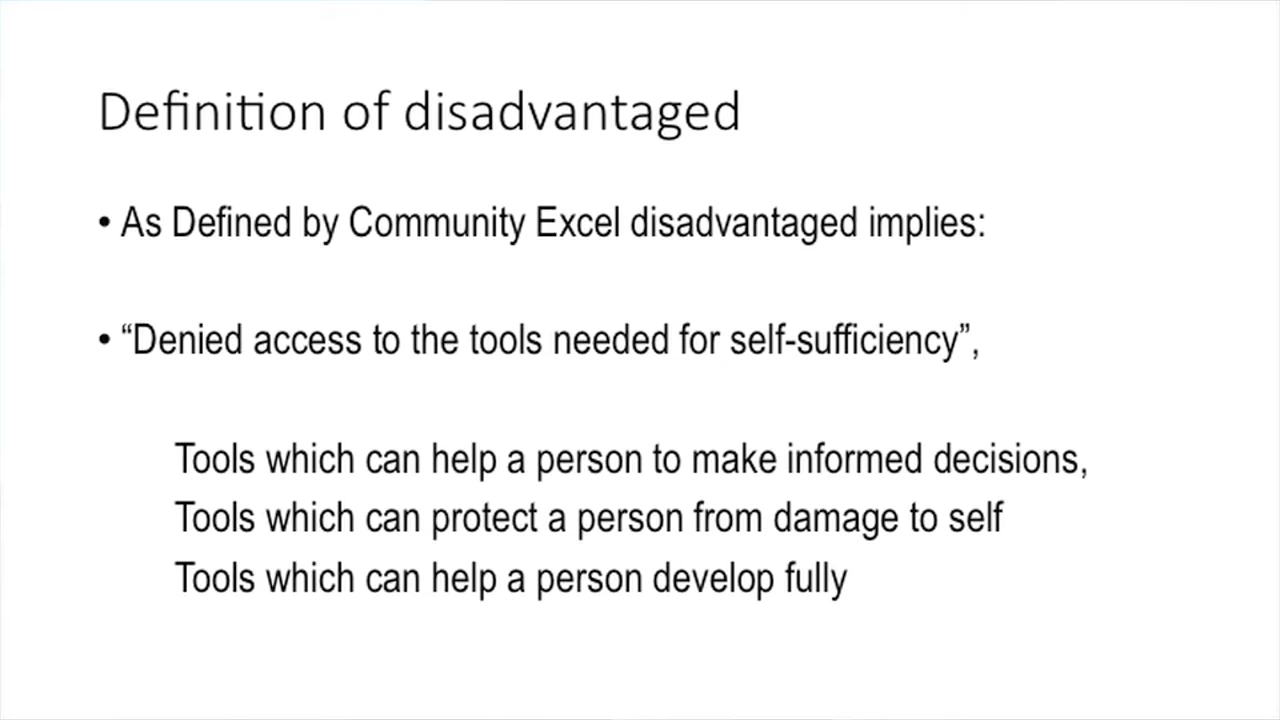 Definition of disadvantaged
• As Defined by Community Excel disadvantaged implies:
• “Denied access to the tools needed for self-sufficiency”,
Tools which can help a person to make informed decisions,
Tools which can protect a person from damage to self
Tools which can help a person develop fully